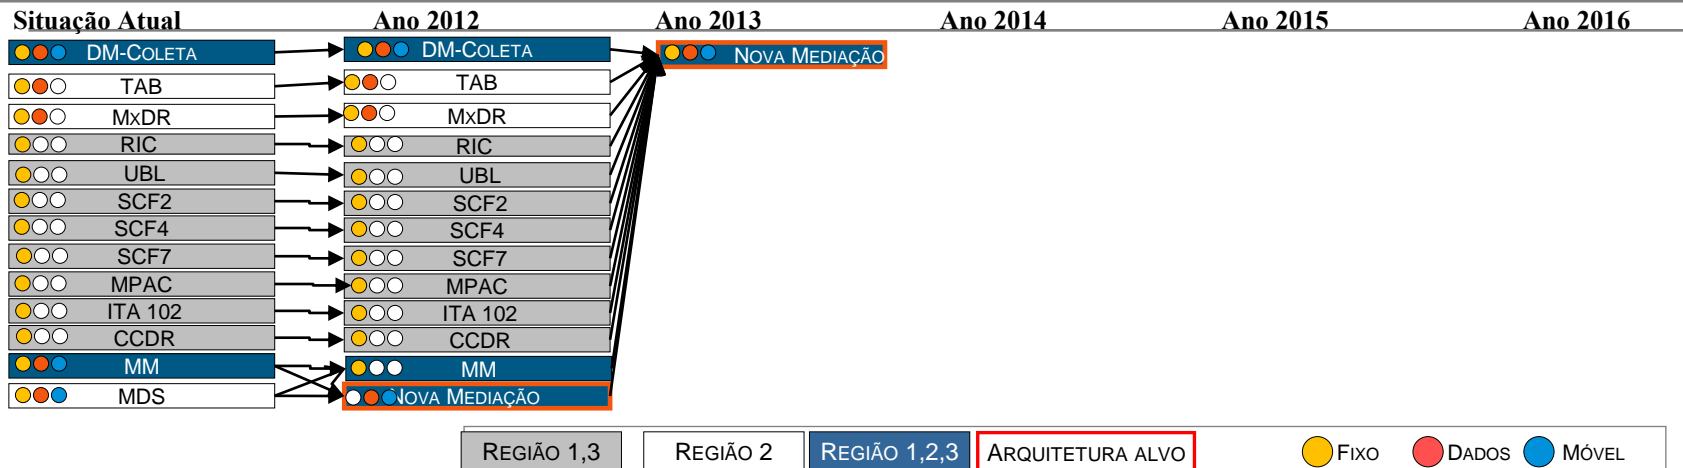 Situação Atual Ano 2012 Ano 2013 Ano 2014 Ano 2015 Ano 2016
DM-Coleta DM-Coleta Nova Mediação
TAB TAB
MxDR MxDR
RIC RIC
UBL UBL
SCF2 SCF2
SCF4 SCF4
SCF7 SCF7
MPAC MPAC
ITA 102 ITA 102
CCDR CCDR
MM MM
MDS Nova Mediação
Região 1,3 Região 2 Região 1,2,3 Arquitetura alvo Fixo Dados Móvel